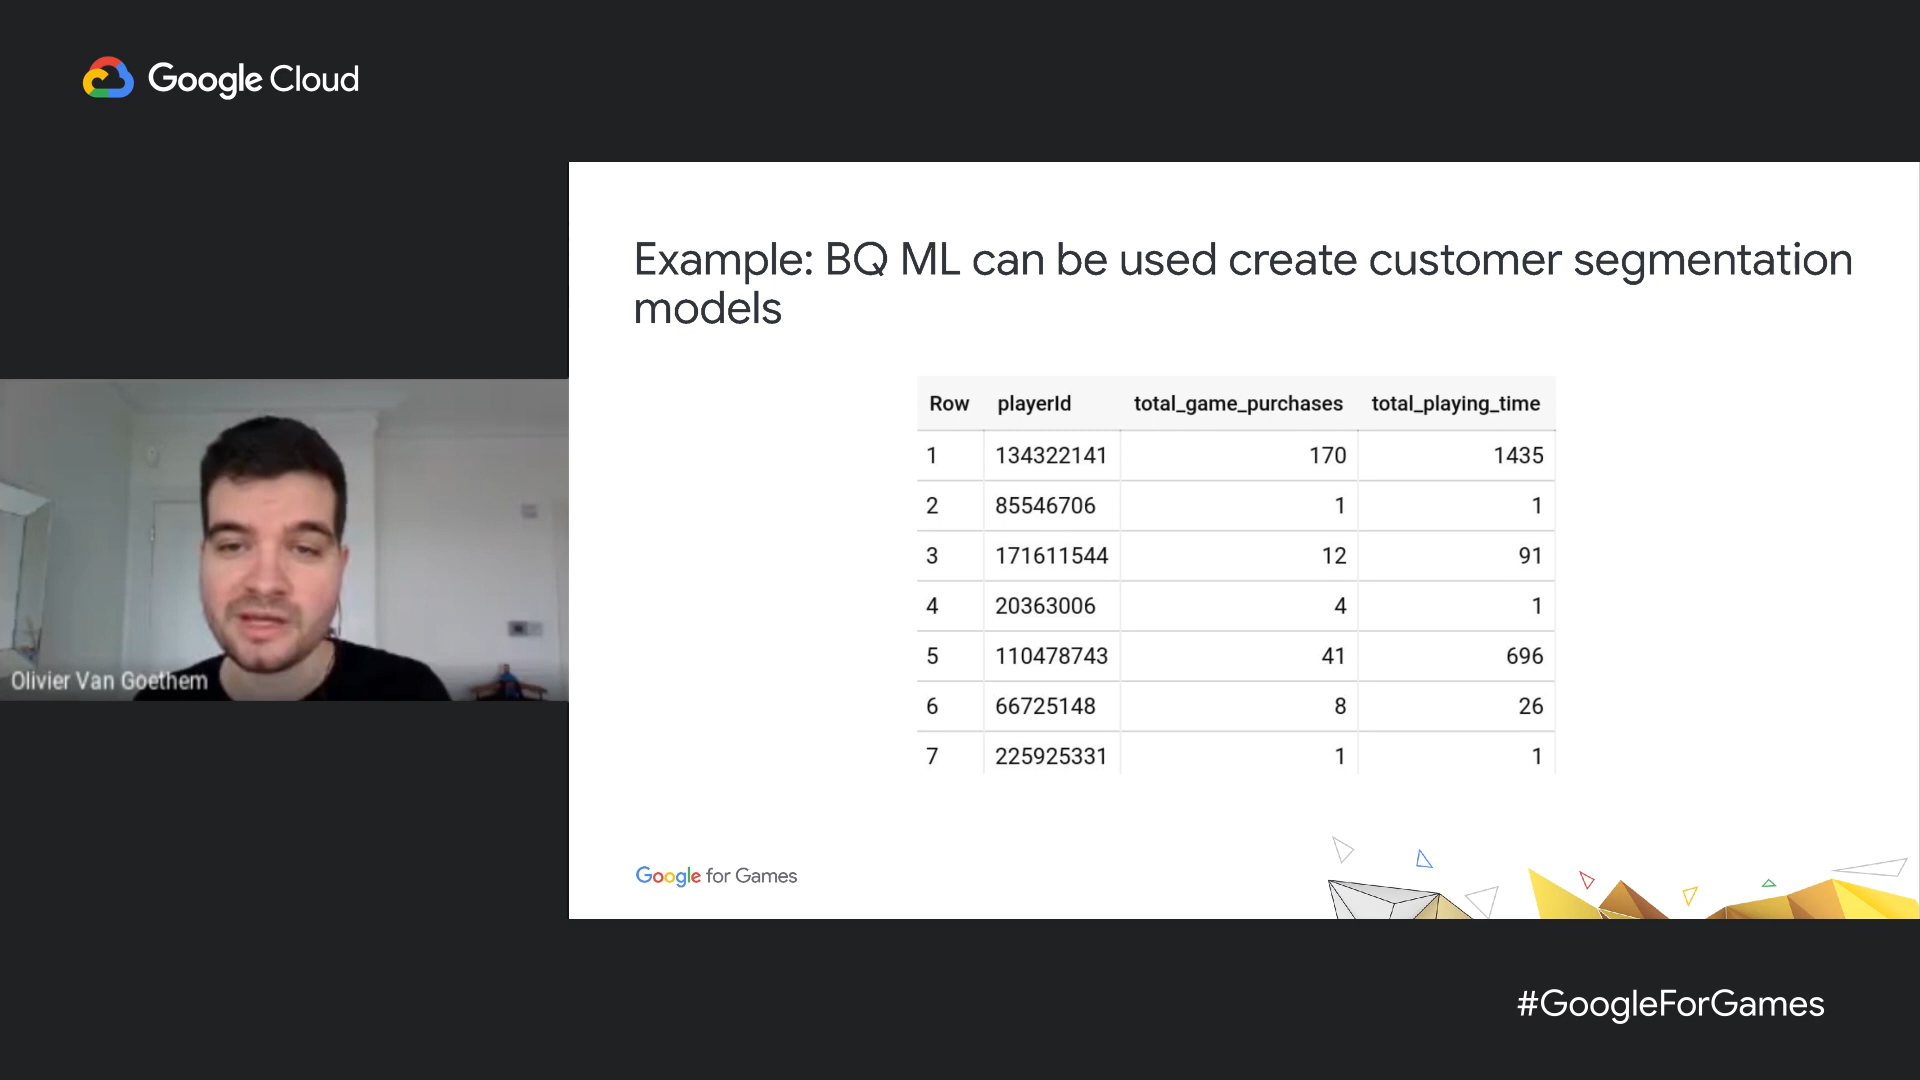 Google Cloud
Example: BQ ML can be used create customer segmentation
models
Row playerId total_game_purchases total_playing_time
1 134322141 170 1435
2 85546706 1 1
3 171611544 12 91
4 20363006 4 1
5 110478743 41 696
6 66725148 8 26
7 225925331 1 1
Olivier Van Goethem
Google for Games
#GoogleForGames